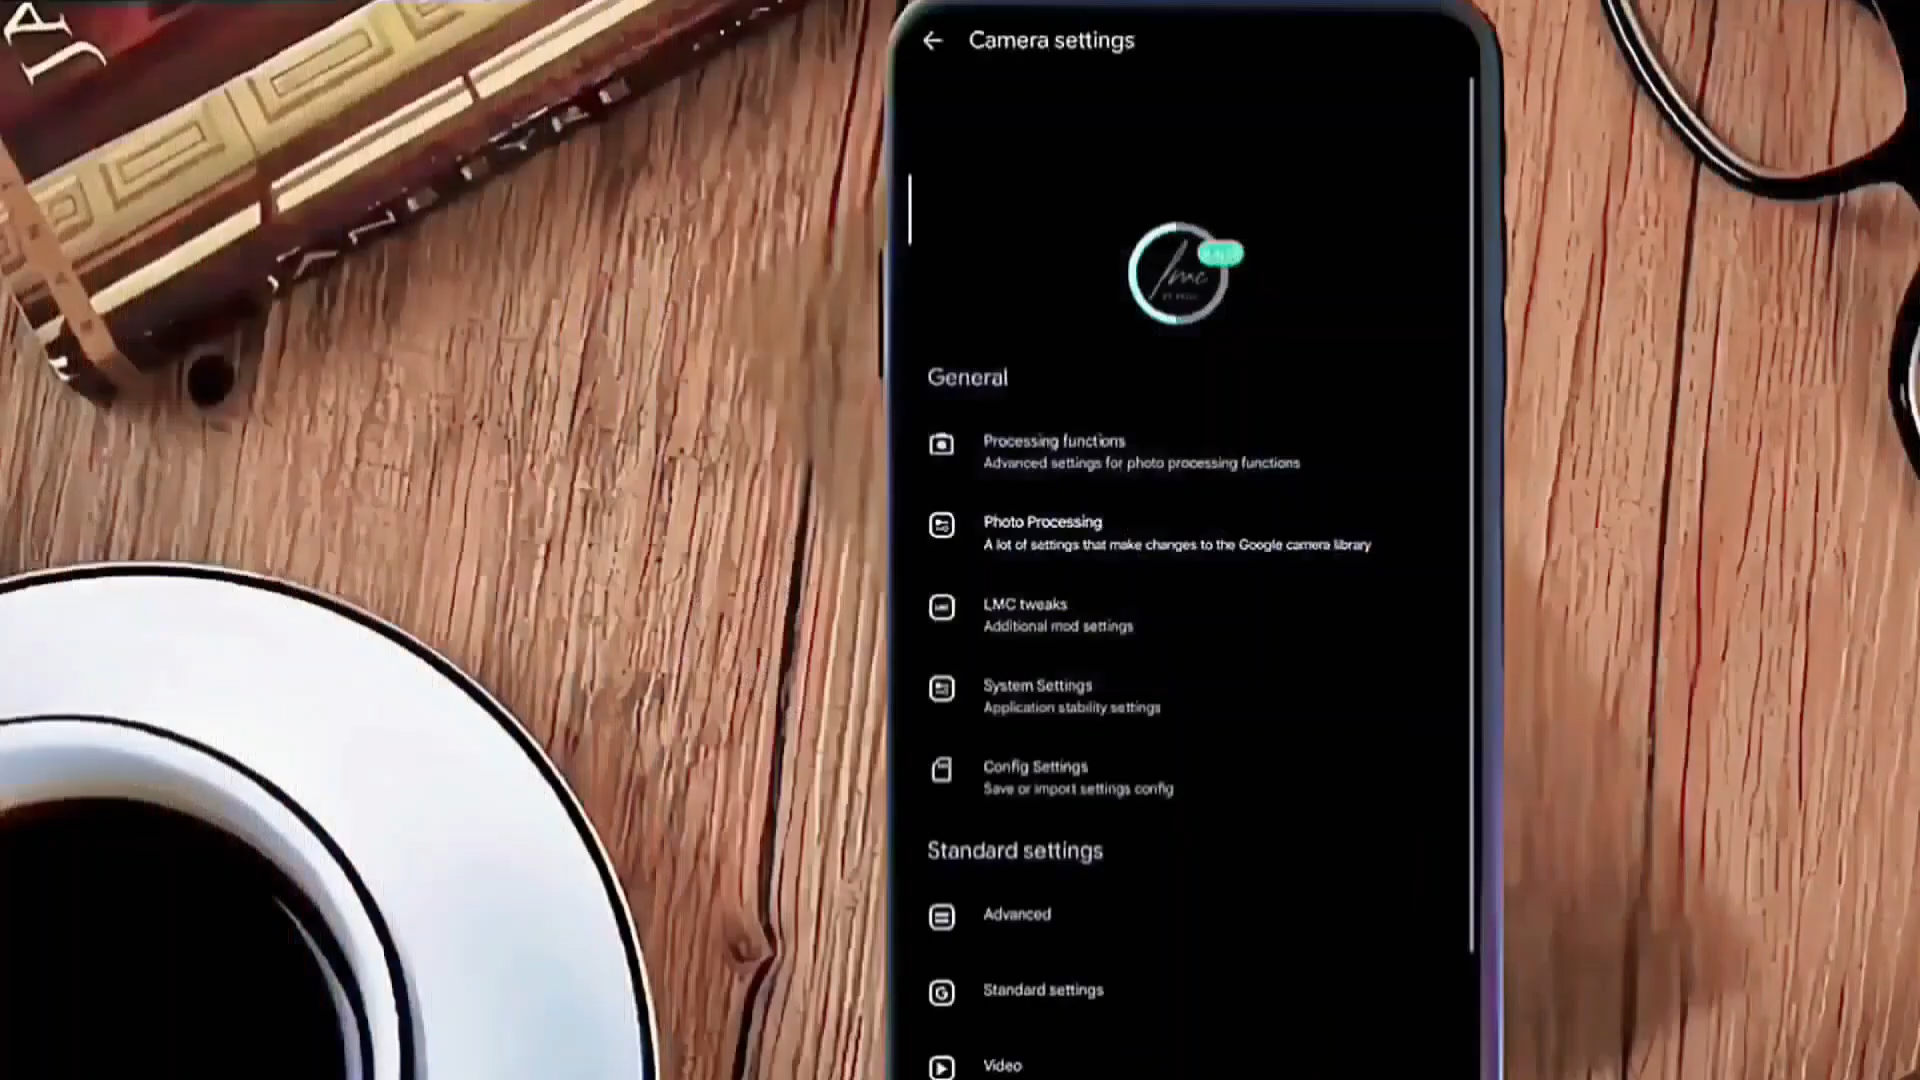 JA
Camera settings
lmc
General
Processing functions
Advanced settings for photo processing functions
Photo Processing
A lot of settings that make changes to the Google camera library
LMC tweaks
Additional mod settings
System Settings
Application stability settings
Config Settings
Save or import settings config
Standard settings
Advanced
Standard settings
Video